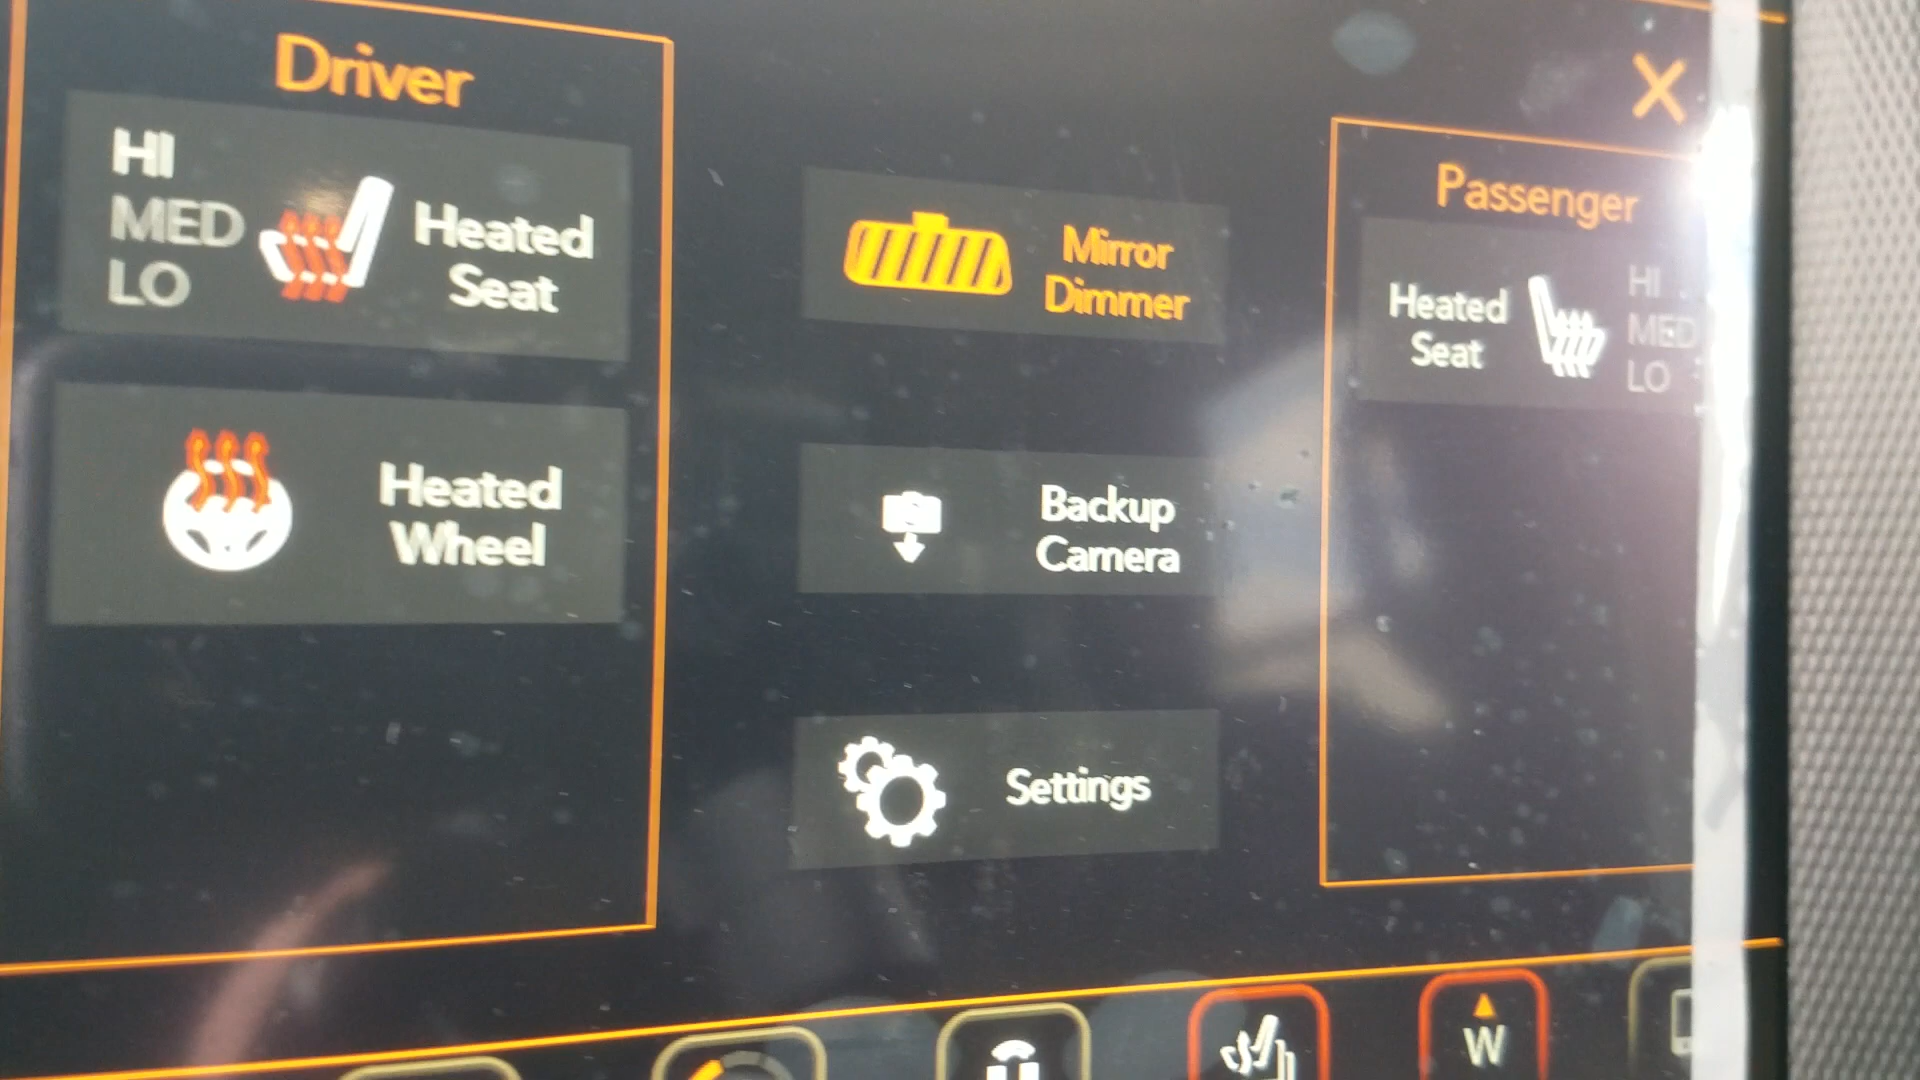 Driver
HI
MED
LO
Heated
Seat
Heated
Wheel
Mirror
Dimmer
Backup
Camera
Settings
X
Passenger
Heated
Seat
HI
MED
LO
W